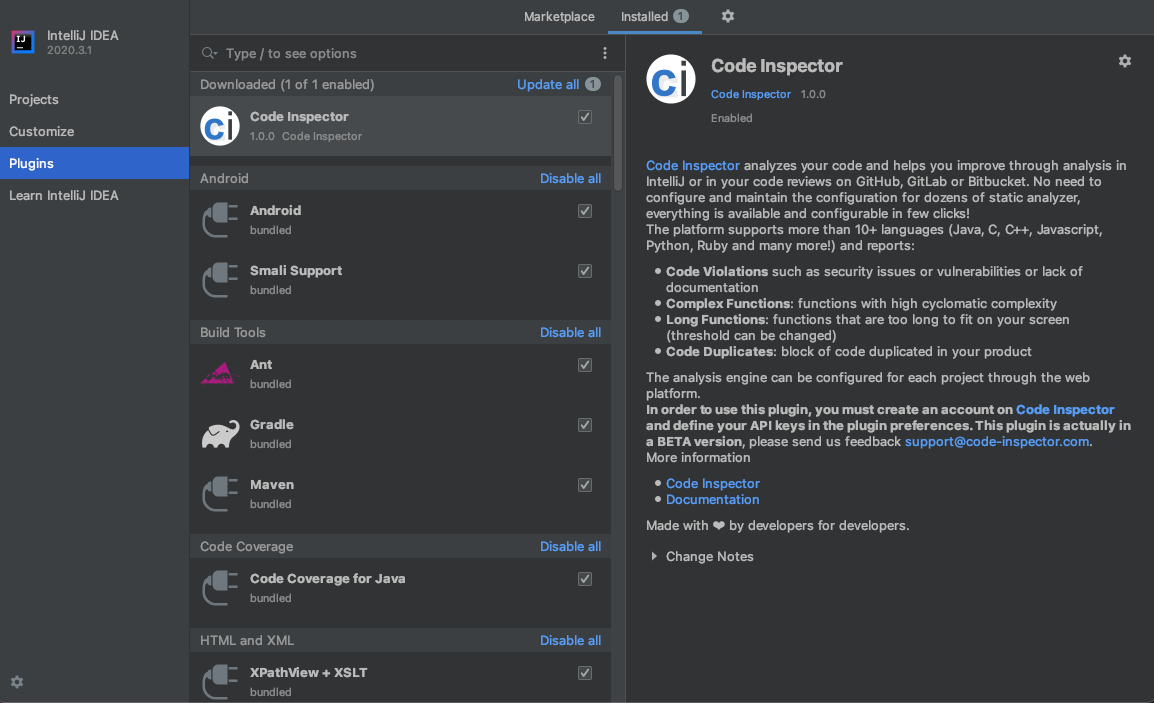 Marketplace Installed 1
IJ
IntelliJ IDEA
2020.3.1
Projects
Customize
Plugins
Learn IntelliJ IDEA
Type / to see options
Downloaded (1 of 1 enabled) Update all 1
ci
Code Inspector
1.0.0 Code Inspector
Android Disable all
Android
bundled
Smali Support
bundled
Build Tools Disable all
Ant
bundled
Gradle
bundled
Maven
bundled
Code Coverage Disable all
Code Coverage for Java
bundled
HTML and XML Disable all
XPathView + XSLT
bundled
ci
Code Inspector
Code Inspector 1.0.0
Enabled
Code Inspector analyzes your code and helps you improve through analysis in
IntelliJ or in your code reviews on GitHub, GitLab or Bitbucket. No need to
configure and maintain the configuration for dozens of static analyzer,
everything is available and configurable in few clicks!
The platform supports more than 10+ languages (Java, C, C++, Javascript,
Python, Ruby and many more!) and reports:
• Code Violations such as security issues or vulnerabilities or lack of
documentation
• Complex Functions: functions with high cyclomatic complexity
• Long Functions: functions that are too long to fit on your screen
(threshold can be changed)
• Code Duplicates: block of code duplicated in your product
The analysis engine can be configured for each project through the web
platform.
In order to use this plugin, you must create an account on Code Inspector
and define your API keys in the plugin preferences. This plugin is actually in
a BETA version, please send us feedback support@code-inspector.com.
More information
• Code Inspector
• Documentation
Made with ❤ by developers for developers.
Change Notes